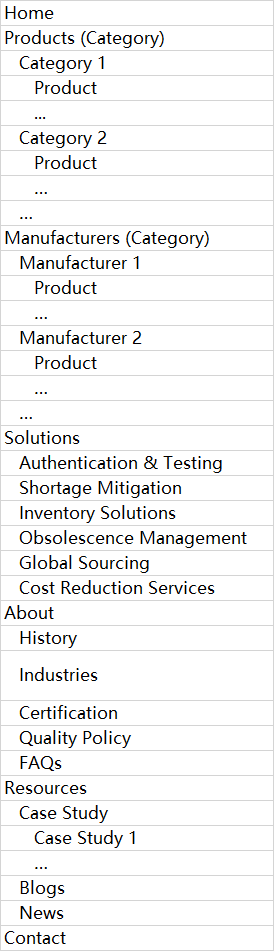 Home
Products (Category)
Category 1
Product
...
Category 2
Product
...
...
Manufacturers (Category)
Manufacturer 1
Product
...
Manufacturer 2
Product
...
...
Solutions
Authentication & Testing
Shortage Mitigation
Inventory Solutions
Obsolescence Management
Global Sourcing
Cost Reduction Services
About
History
Industries
Certification
Quality Policy
FAQs
Resources
Case Study
Case Study 1
...
Blogs
News
Contact